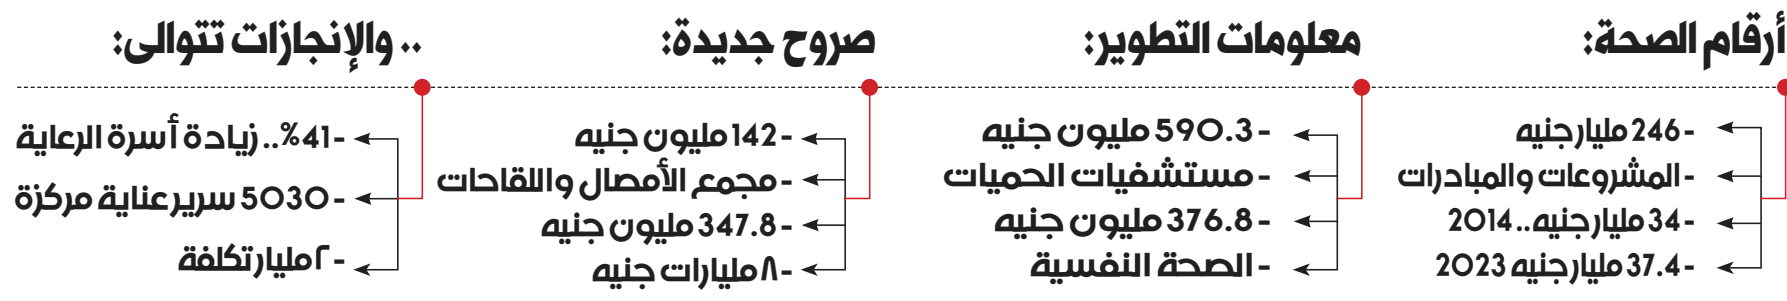 أرقام الصحة:
-246 مليار جنيه
-المشروعات والمبادرات
-34 مليار جنيه.. 2014
-37.4 مليار جنيه 2023
معلومات التطوير:
-590.3 مليون جنيه
-مستشفيات الحميات
-376.8 مليون جنيه
-الصحة النفسية
صروح جديدة:
-142 مليون جنيه
-مجمع الأمصال واللقاحات
-347.8 مليون جنيه
-٨ مليارات جنيه
.. والإنجازات تتوالى:
-41%.. زيادة أسرة الرعاية
-5030 سرير عناية مركزة
-٢ مليار تكلفة